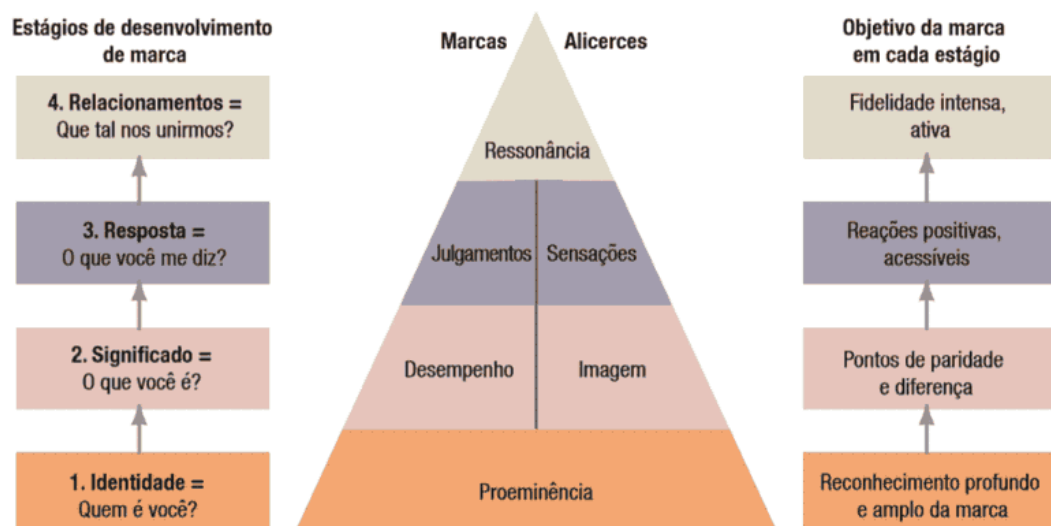 Estágios de desenvolvimento
de marca
4. Relacionamentos =
Que tal nos unirmos?
3. Resposta =
O que você me diz?
2. Significado =
O que você é?
1. Identidade =
Quem é você?
Marcas
Alicerces
Ressonância
Julgamentos
Sensações
Desempenho
Imagem
Proeminência
Objetivo da marca
em cada estágio
Fidelidade intensa,
ativa
Reações positivas,
acessíveis
Pontos de paridade
e diferença
Reconhecimento profundo
e amplo da marca